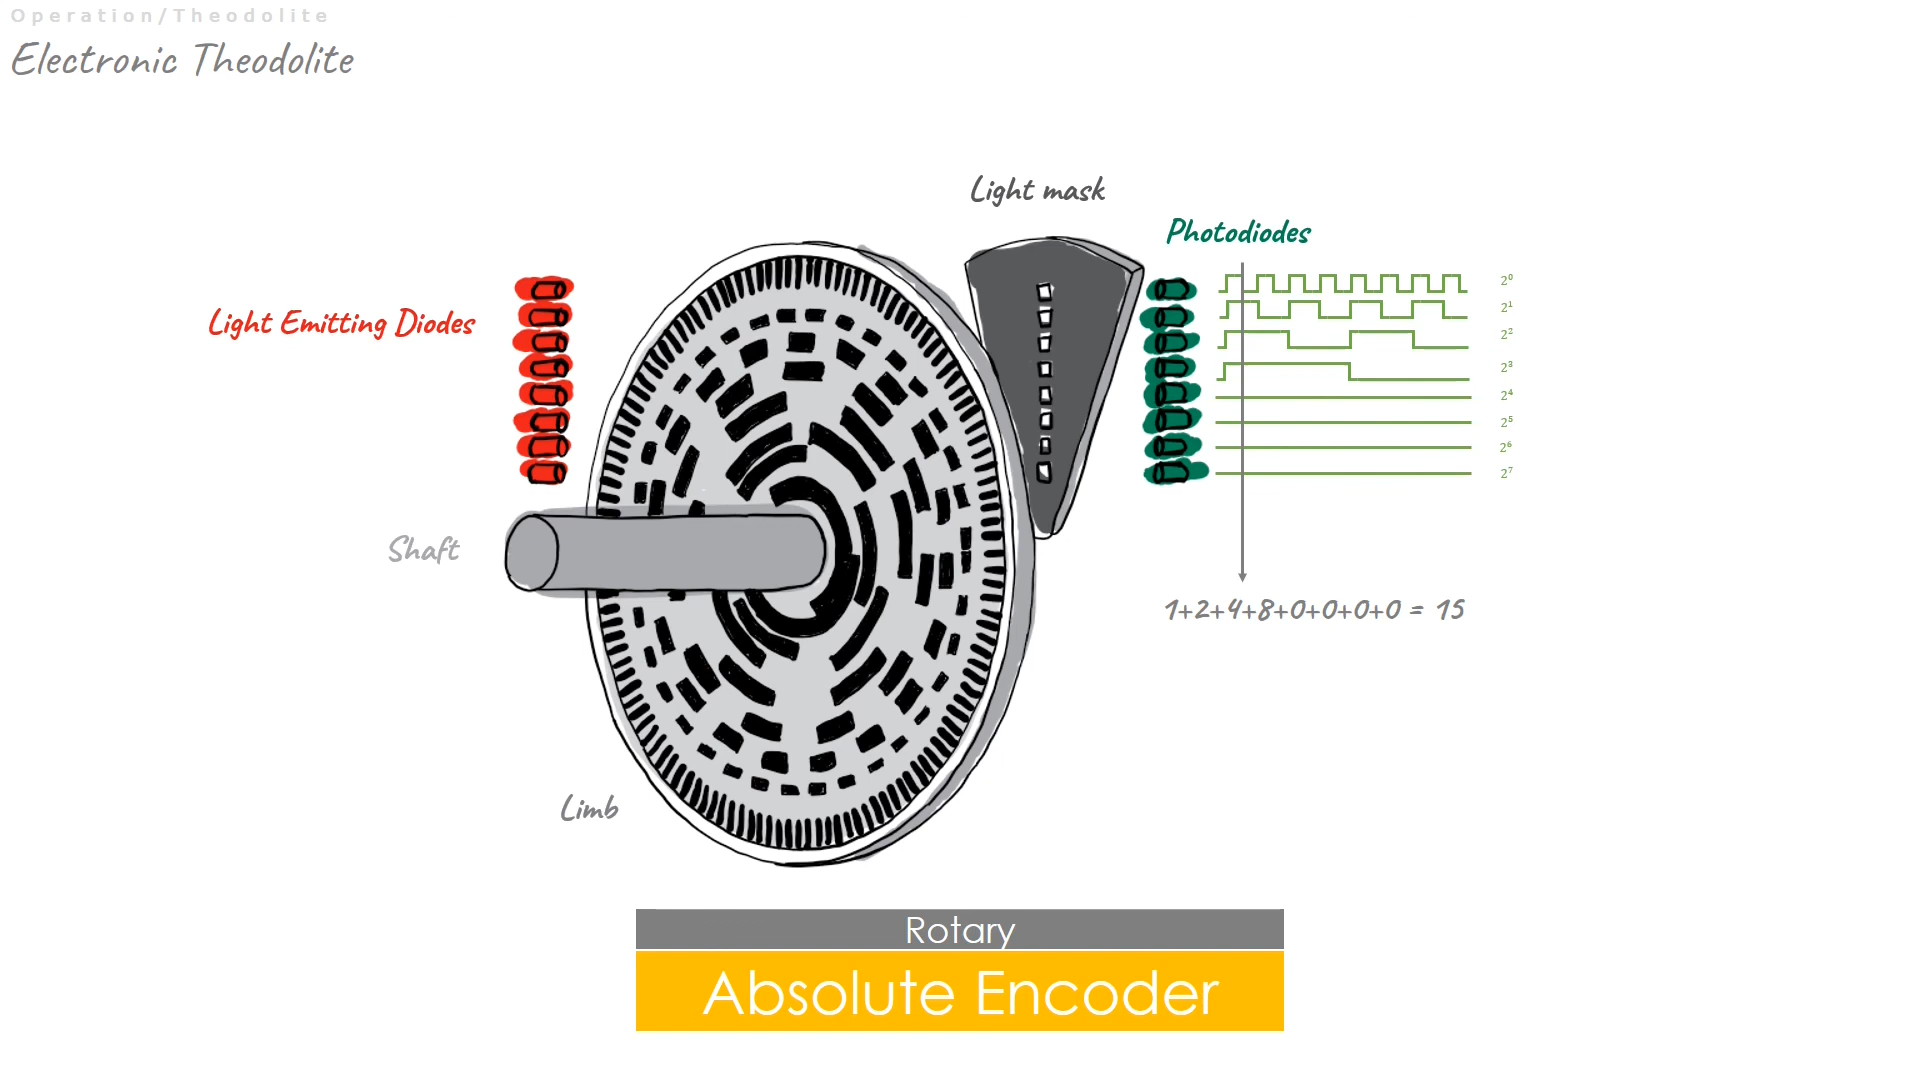 Operation/Theodolite
Electronic Theodolite
Light mask
Photodiodes
Light Emitting Diodes
2⁰
2¹
2²
2³
2⁴
2⁵
2⁶
2⁷
Shaft
1+2+4+8+0+0+0+0 = 15
Limb
Rotary
Absolute Encoder